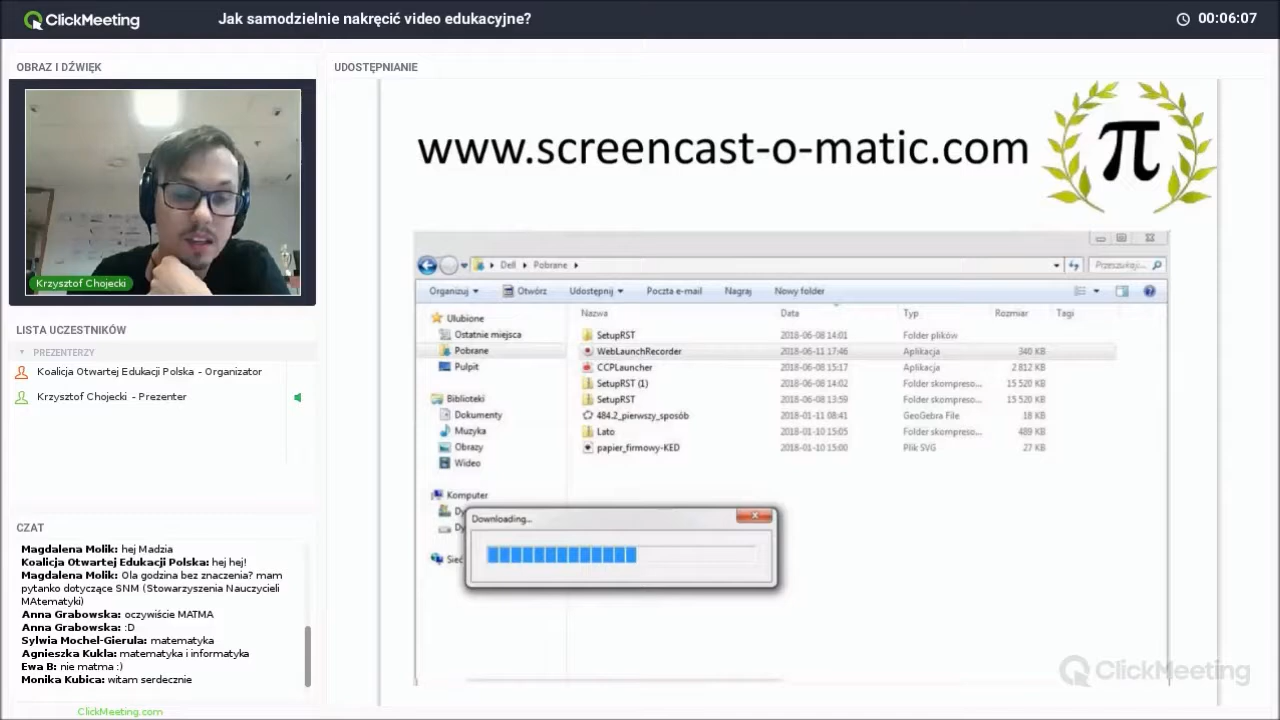 ClickMeeting
Jak samodzielnie nakręcić video edukacyjne?
00:06:07
OBRAZ I DŹWIĘK
Krzysztof Chojecki
LISTA UCZESTNIKÓW
PREZENTERZY
Koalicja Otwartej Edukacji Polska - Organizator
Krzysztof Chojecki - Prezenter
CZAT
Magdalena Molik: hej Madzia
Koalicja Otwartej Edukacji Polska: hej hej!
Magdalena Molik: Ola godzina bez znaczenia? mam
pytanko dotyczące SNM (Stowarzyszenia Nauczycieli
MAtematyki)
Anna Grabowska: oczywiście MATMA
Anna Grabowska: :D
Sylwia Mochel-Gierula: matematyka
Agnieszka Kukla: matematyka i informatyka
Ewa B: nie matma :)
Monika Kubica: witam serdecznie
ClickMeeting.com
UDOSTĘPNIANIE
www.screencast-o-matic.com
π
Dell Pobrane
Przeszukaj...
Organizuj Otwórz Udostępnij Poczta e-mail Nagraj Nowy folder
Ulubione
Ostatnie miejsca
Pobrane
Pulpit
Biblioteki
Dokumenty
Muzyka
Obrazy
Wideo
Komputer
Dy
Dy
Sieć
Nazwa Data Typ Rozmiar Tagi
SetupRST 2018-06-08 14:01 Folder plików
WebLaunchRecorder 2018-06-11 17:46 Aplikacja 340 KB
CCPLauncher 2018-06-08 15:17 Aplikacja 2 812 KB
SetupRST (1) 2018-06-08 14:02 Folder skompreso... 15 520 KB
SetupRST 2018-06-08 13:59 Folder skompreso... 15 520 KB
484.2_pierwszy_sposób 2018-01-11 08:41 GeoGebra File 18 KB
Lato 2018-01-10 15:05 Folder skompreso... 489 KB
papier_firmowy-KED 2018-01-10 15:00 Plik SVG 27 KB
Downloading...
ClickMeeting